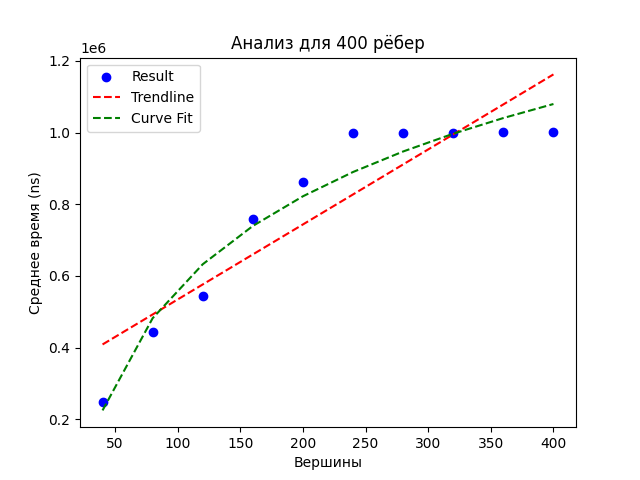 Анализ для 400 рёбер
1e6
Result
Trendline
Curve Fit
1.2
1.0
0.8
0.6
0.4
0.2
Среднее время (ns)
50 100 150 200 250 300 350 400
Вершины